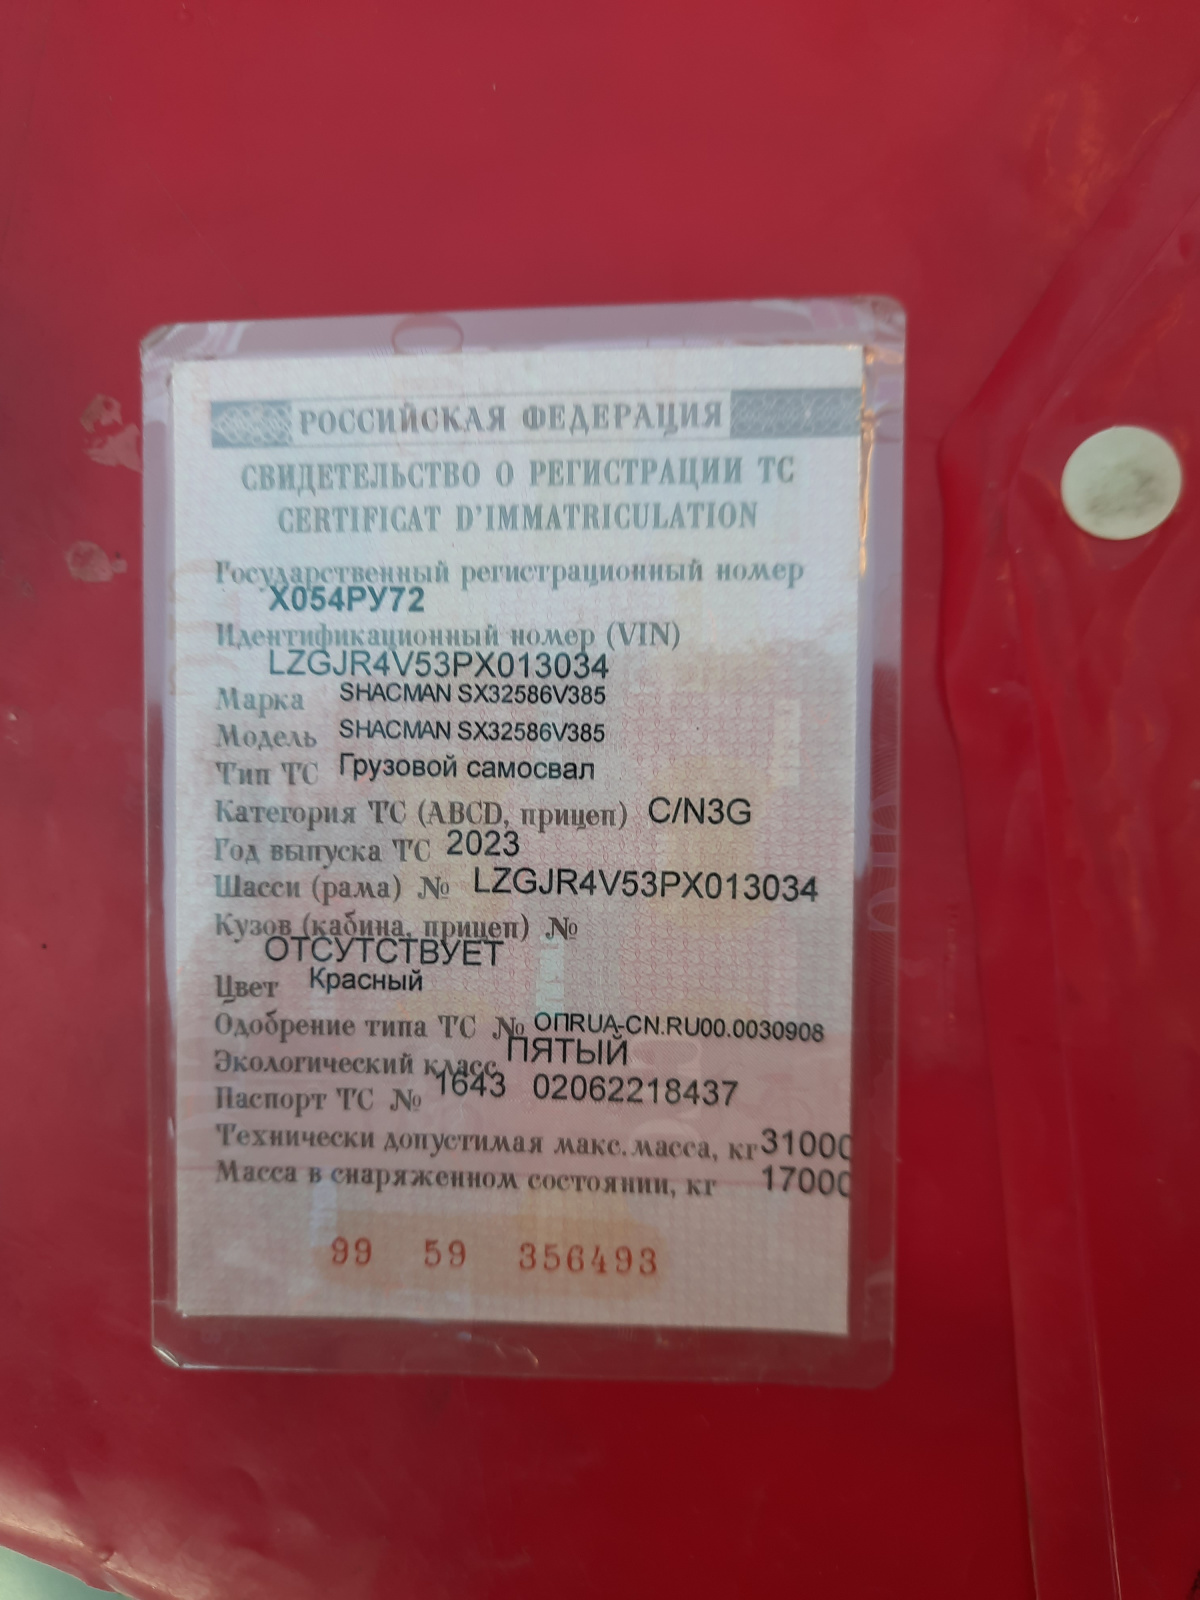 РОССИЙСКАЯ ФЕДЕРАЦИЯ
СВИДЕТЕЛЬСТВО О РЕГИСТРАЦИИ ТС
CERTIFICAT D'IMMATRICULATION
Государственный регистрационный номер
Х054РУ72
Идентификационный номер (VIN)
LZGJR4V53PX013034
Марка SHACMAN SX32586V385
Модель SHACMAN SX32586V385
Тип ТС Грузовой самосвал
Категория ТС (ABCD, прицеп) C/N3G
Год выпуска ТС 2023
Шасси (рама) № LZGJR4V53PX013034
Кузов (кабина, прицеп) №
ОТСУТСТВУЕТ
Цвет Красный
Одобрение типа ТС № ОПRUA-CN.RU00.0030908
Экологический класс ПЯТЫЙ
Паспорт ТС № 1643 02062218437
Технически допустимая макс. масса, кг 31000
Масса в снаряженном состоянии, кг 17000
99 59 356493